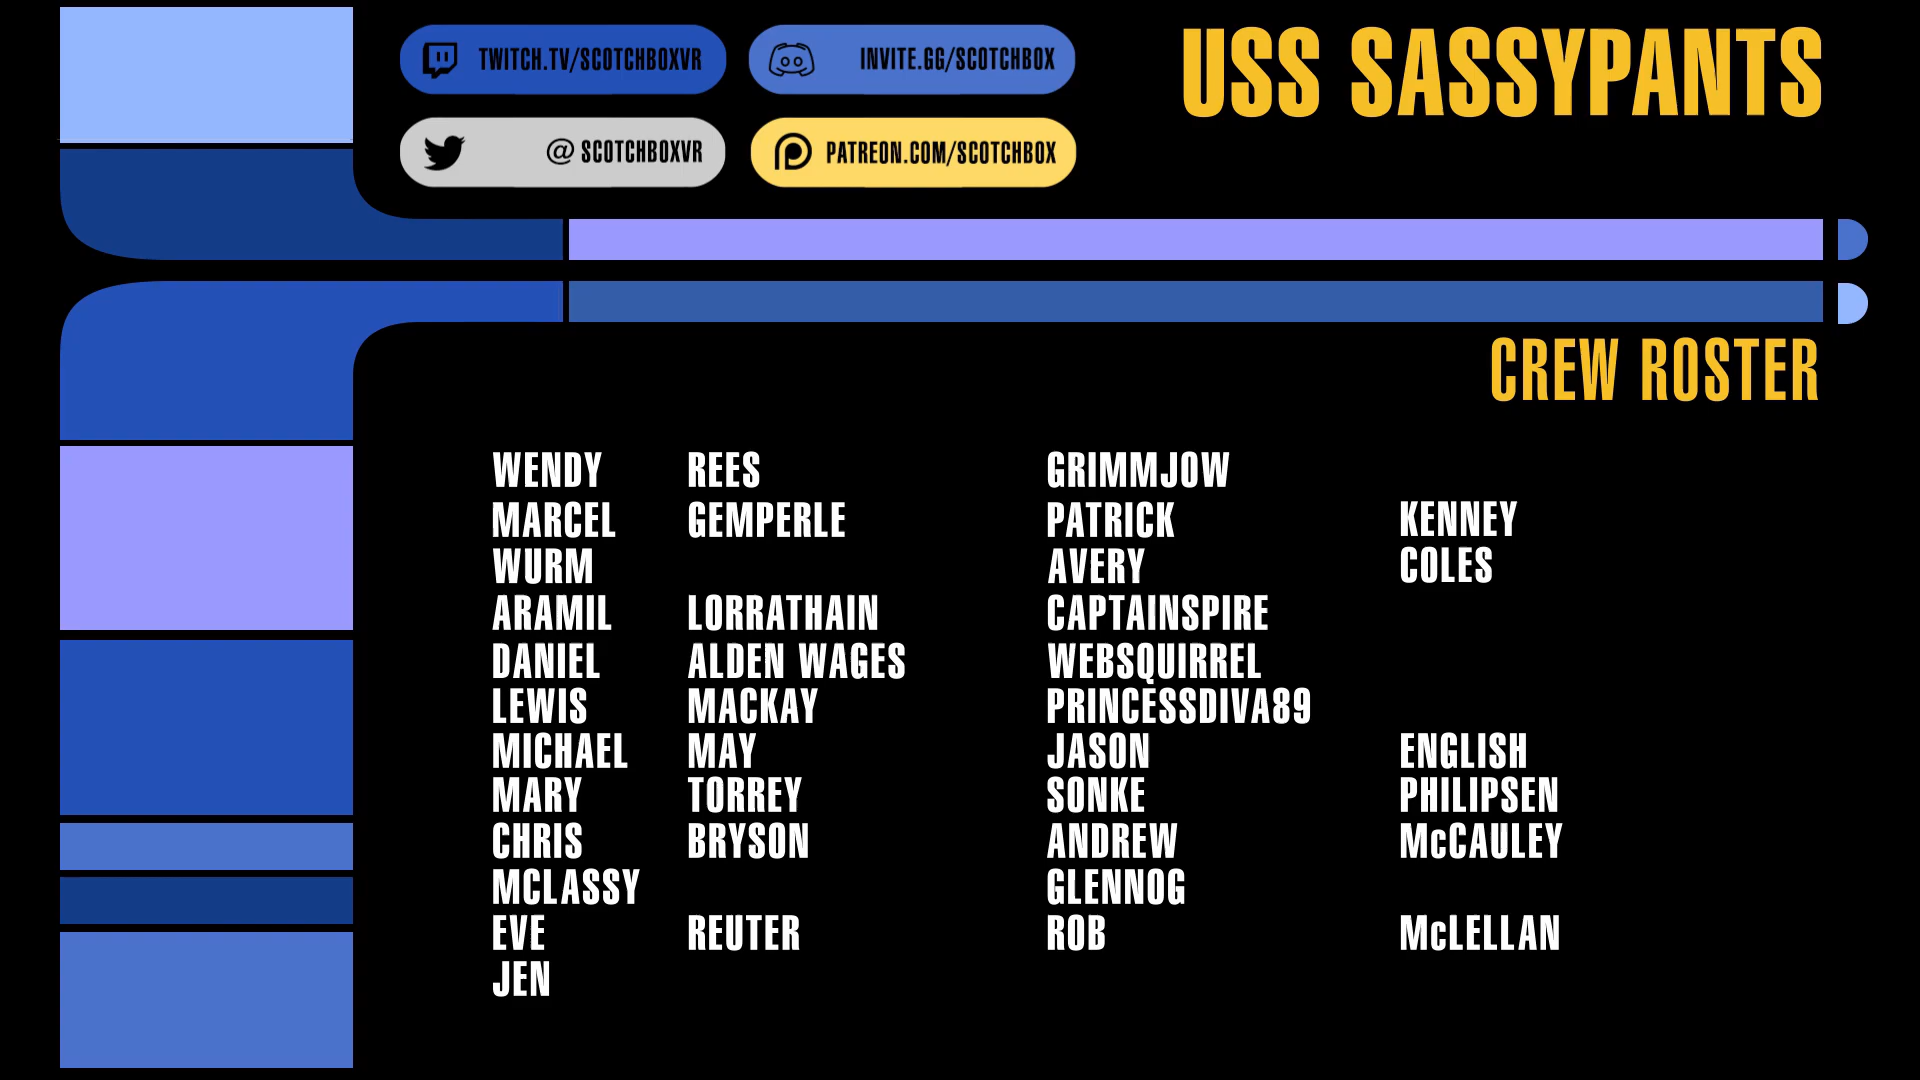 TWITCH.TV/SCOTCHBOXVR
INVITE.GG/SCOTCHBOX
@SCOTCHBOXVR
PATREON.COM/SCOTCHBOX
USS SASSYPANTS
CREW ROSTER
WENDY REES
MARCEL GEMPERLE
WURM
ARAMIL LORRATHAIN
DANIEL ALDEN WAGES
LEWIS MACKAY
MICHAEL MAY
MARY TORREY
CHRIS BRYSON
MCLASSY
EVE REUTER
JEN
GRIMMJOW
PATRICK KENNEY
AVERY COLES
CAPTAINSPIRE
WEBSQUIRREL
PRINCESSDIVA89
JASON ENGLISH
SONKE PHILIPSEN
ANDREW McCAULEY
GLENNOG
ROB McLELLAN